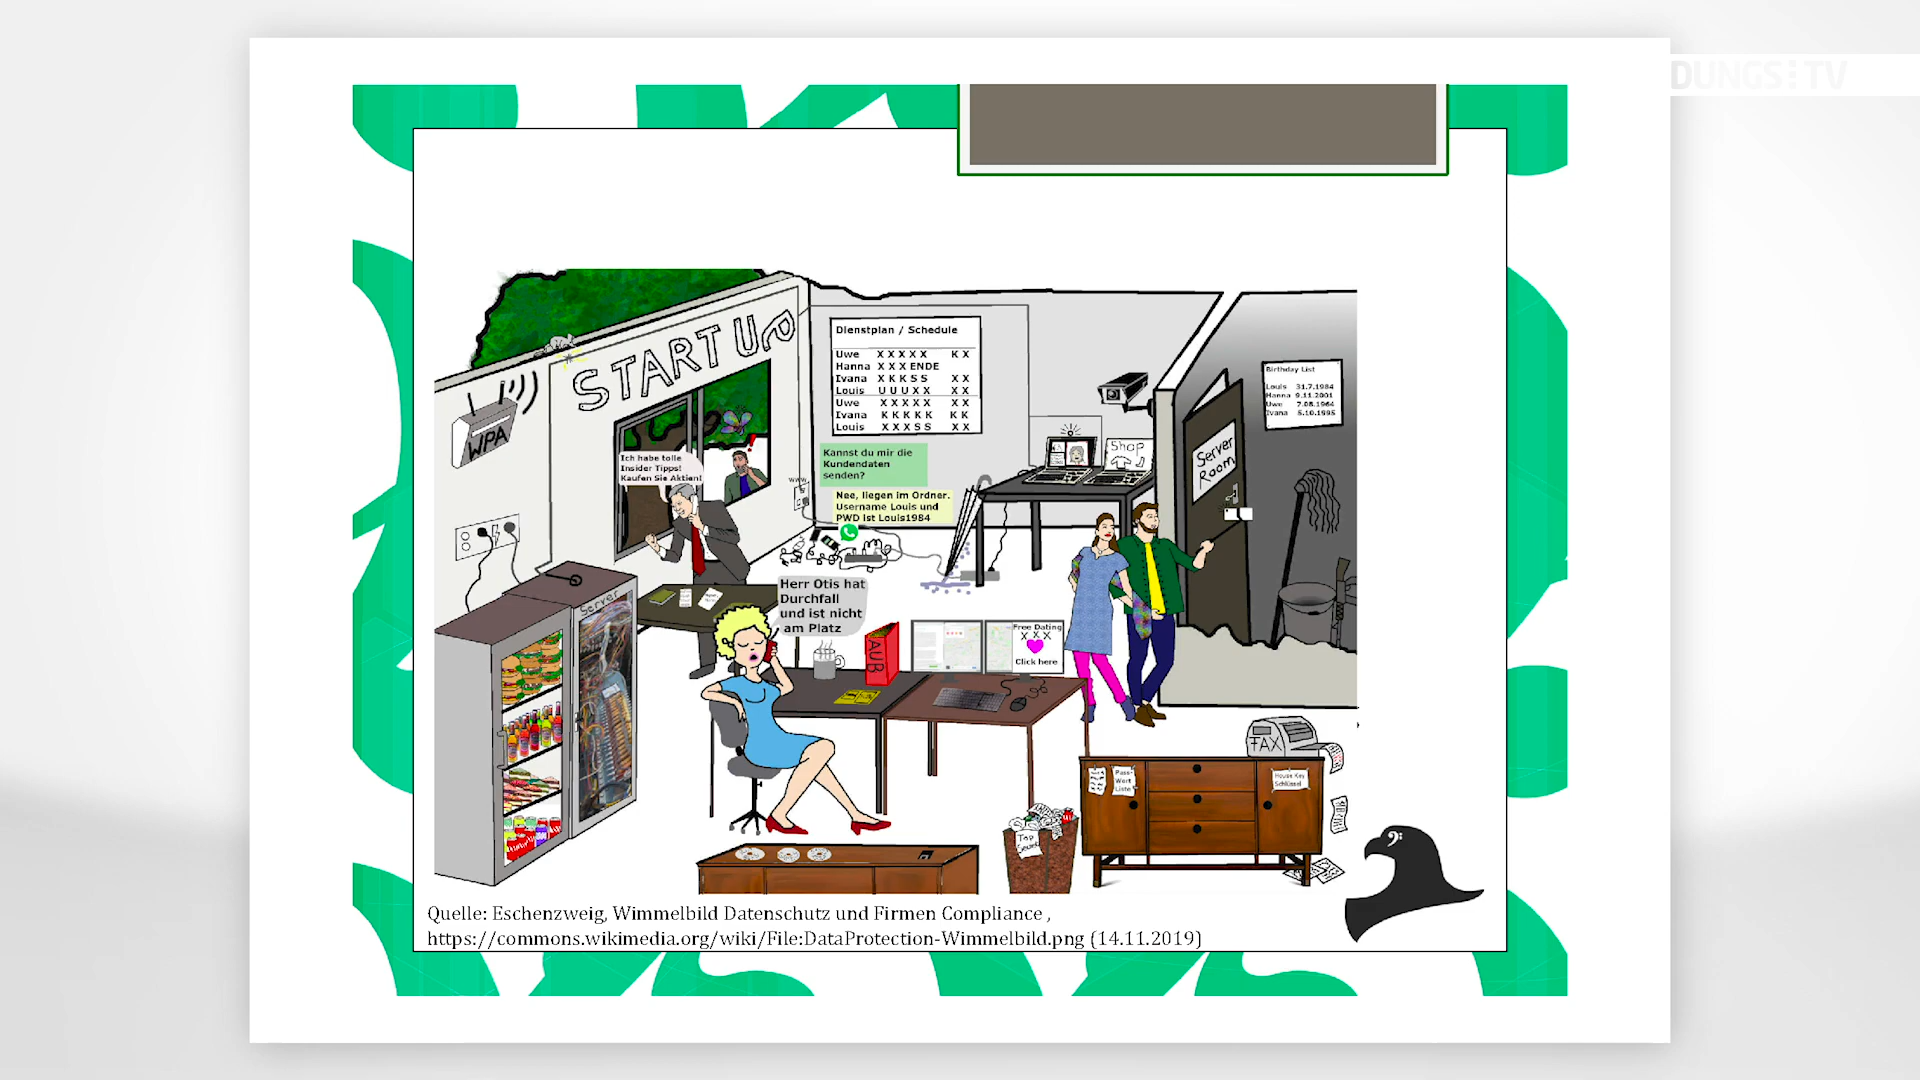 DUNGS TV
START UP
WPA
Dienstplan / Schedule
Uwe X X X X X K X
Hanna X X X ENDE
Ivana X K K S S X X
Louis U U U X X X X
Uwe X X X X X X X
Ivana K K K K K K K
Louis X X X S S X X
Birthday List
Louis 31.7.1984
Hanna 9.11.2001
Uwe 7.08.1964
Ivana 5.10.1995
Server
Room
Shop
Ich habe tolle
Insider Tipps!
Kaufen Sie Aktien!
www
Kannst du mir die
Kundendaten
senden?
Nee, liegen im Ordner.
Username Louis und
PWD ist Louis1984
Herr Otis hat
Durchfall
und ist nicht
am Platz
Server
AUB
Free Dating
X X X
Click here
FAX
Pass-
Wort
Liste
House Key
Schlüssel
Top
Secret
Quelle: Eschenzweig, Wimmelbild Datenschutz und Firmen Compliance ,
https://commons.wikimedia.org/wiki/File:DataProtection-Wimmelbild.png (14.11.2019)